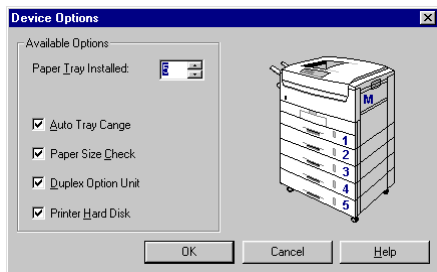 Device Options
Available Options
Paper Tray Installed:
5
M
Auto Tray Cange
1
Paper Size Check
2
3
Duplex Option Unit
4
Printer Hard Disk
5
OK
Cancel
Help